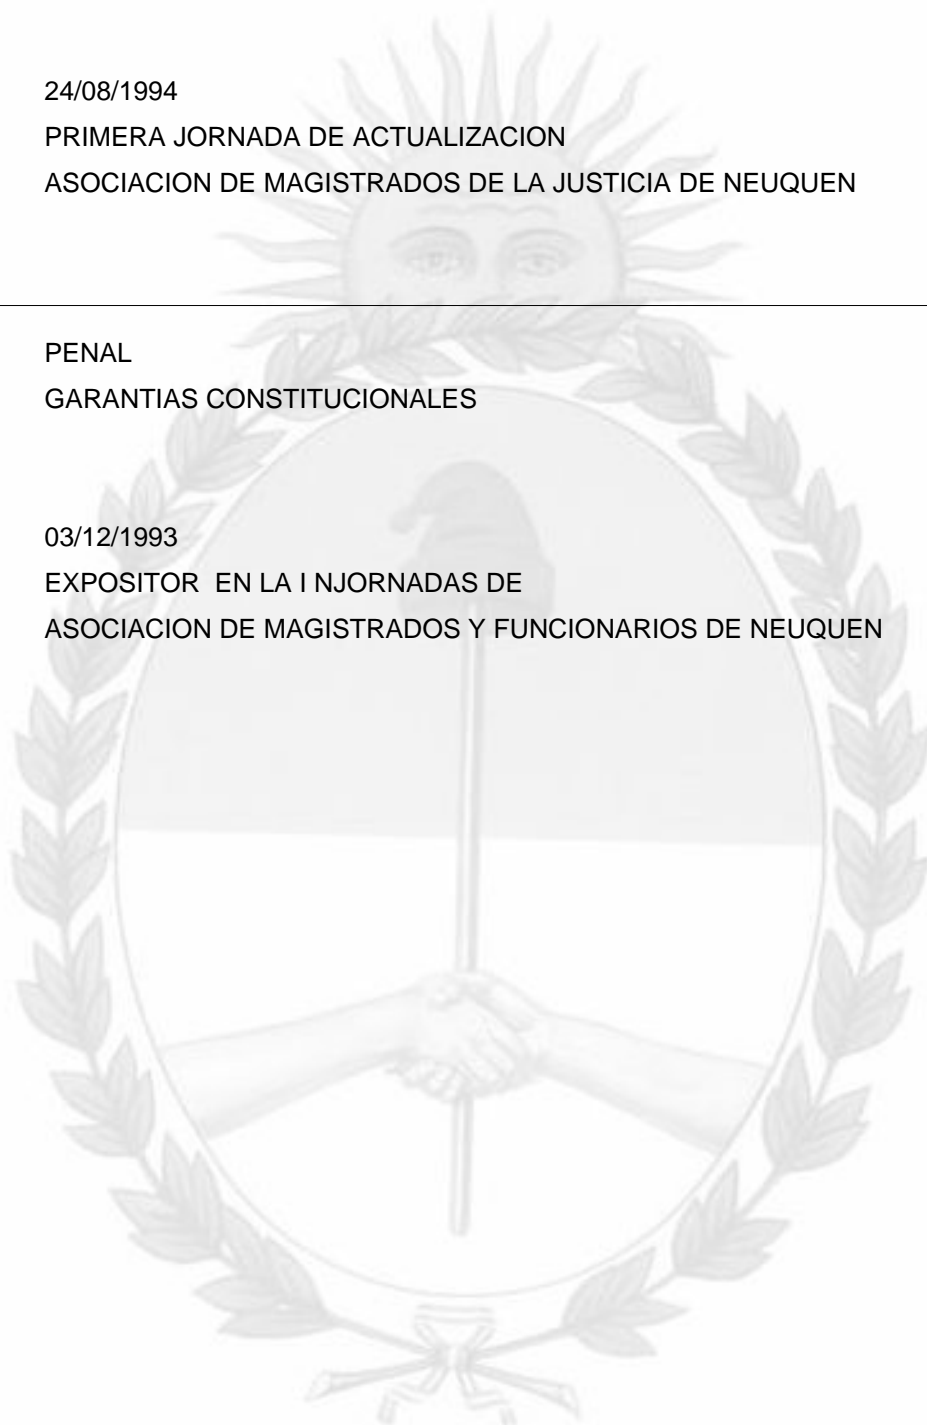 24/08/1994
PRIMERA JORNADA DE ACTUALIZACION
ASOCIACION DE MAGISTRADOS DE LA JUSTICIA DE NEUQUEN
PENAL
GARANTIAS CONSTITUCIONALES
03/12/1993
EXPOSITOR  EN LA I NJORNADAS DE
ASOCIACION DE MAGISTRADOS Y FUNCIONARIOS DE NEUQUEN